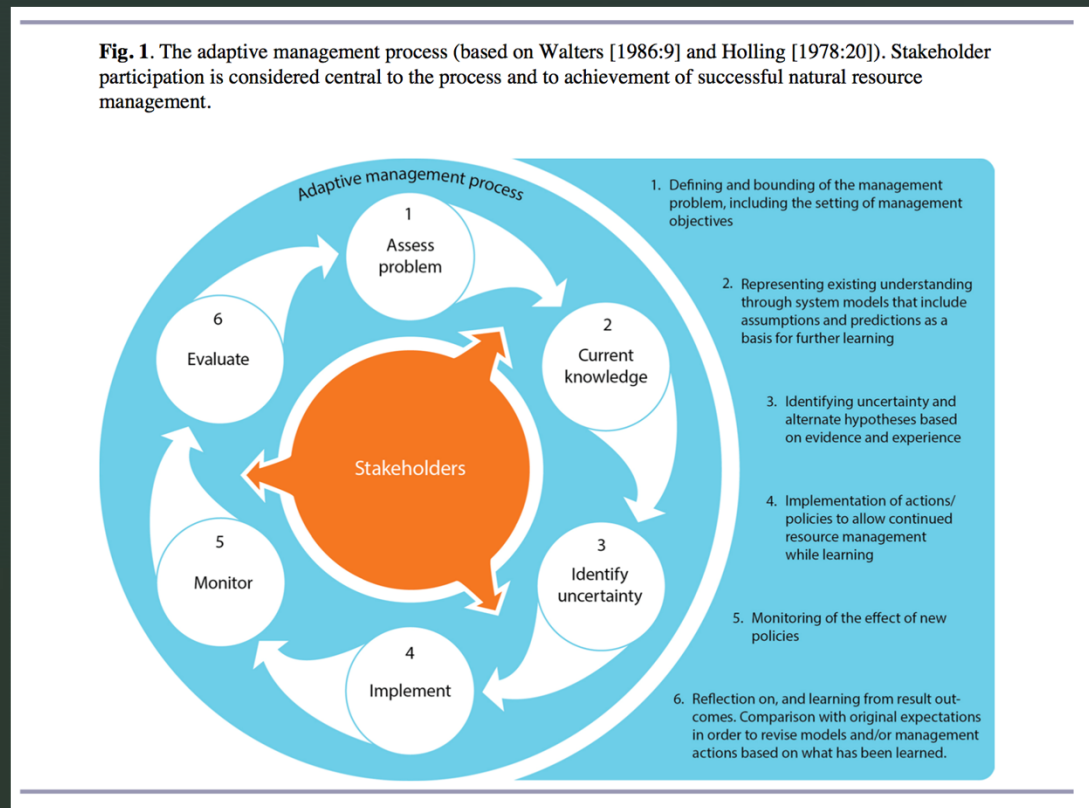 Fig. 1. The adaptive management process (based on Walters [1986:9] and Holling [1978:20]). Stakeholder
participation is considered central to the process and to achievement of successful natural resource
management.
Adaptive management process
1
Assess
problem
2
Current
knowledge
3
Identify
uncertainty
4
Implement
5
Monitor
6
Evaluate
Stakeholders
1. Defining and bounding of the management
problem, including the setting of management
objectives
2. Representing existing understanding
through system models that include
assumptions and predictions as a
basis for further learning
3. Identifying uncertainty and
alternate hypotheses based
on evidence and experience
4. Implementation of actions/
policies to allow continued
resource management
while learning
5. Monitoring of the effect of new
policies
6. Reflection on, and learning from result out-
comes. Comparison with original expectations
in order to revise models and/or management
actions based on what has been learned.